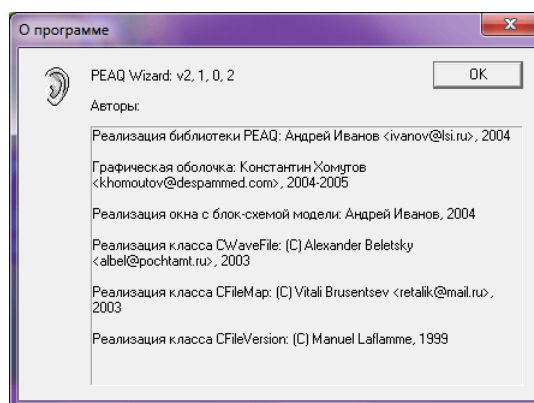 О программе
PEAQ Wizard: v2, 1, 0, 2
OK
Авторы:
Реализация библиотеки PEAQ: Андрей Иванов <ivanov@lsi.ru>, 2004
Графическая оболочка: Константин Хомутов
<khomoutov@despammed.com>, 2004-2005
Реализация окна с блок-схемой модели: Андрей Иванов, 2004
Реализация класса CWaveFile: (C) Alexander Beletsky
<albel@pochtamt.ru>, 2003
Реализация класса CFileMap: (C) Vitali Brusentsev <retalik@mail.ru>,
2003
Реализация класса CFileVersion: (C) Manuel Laflamme, 1999